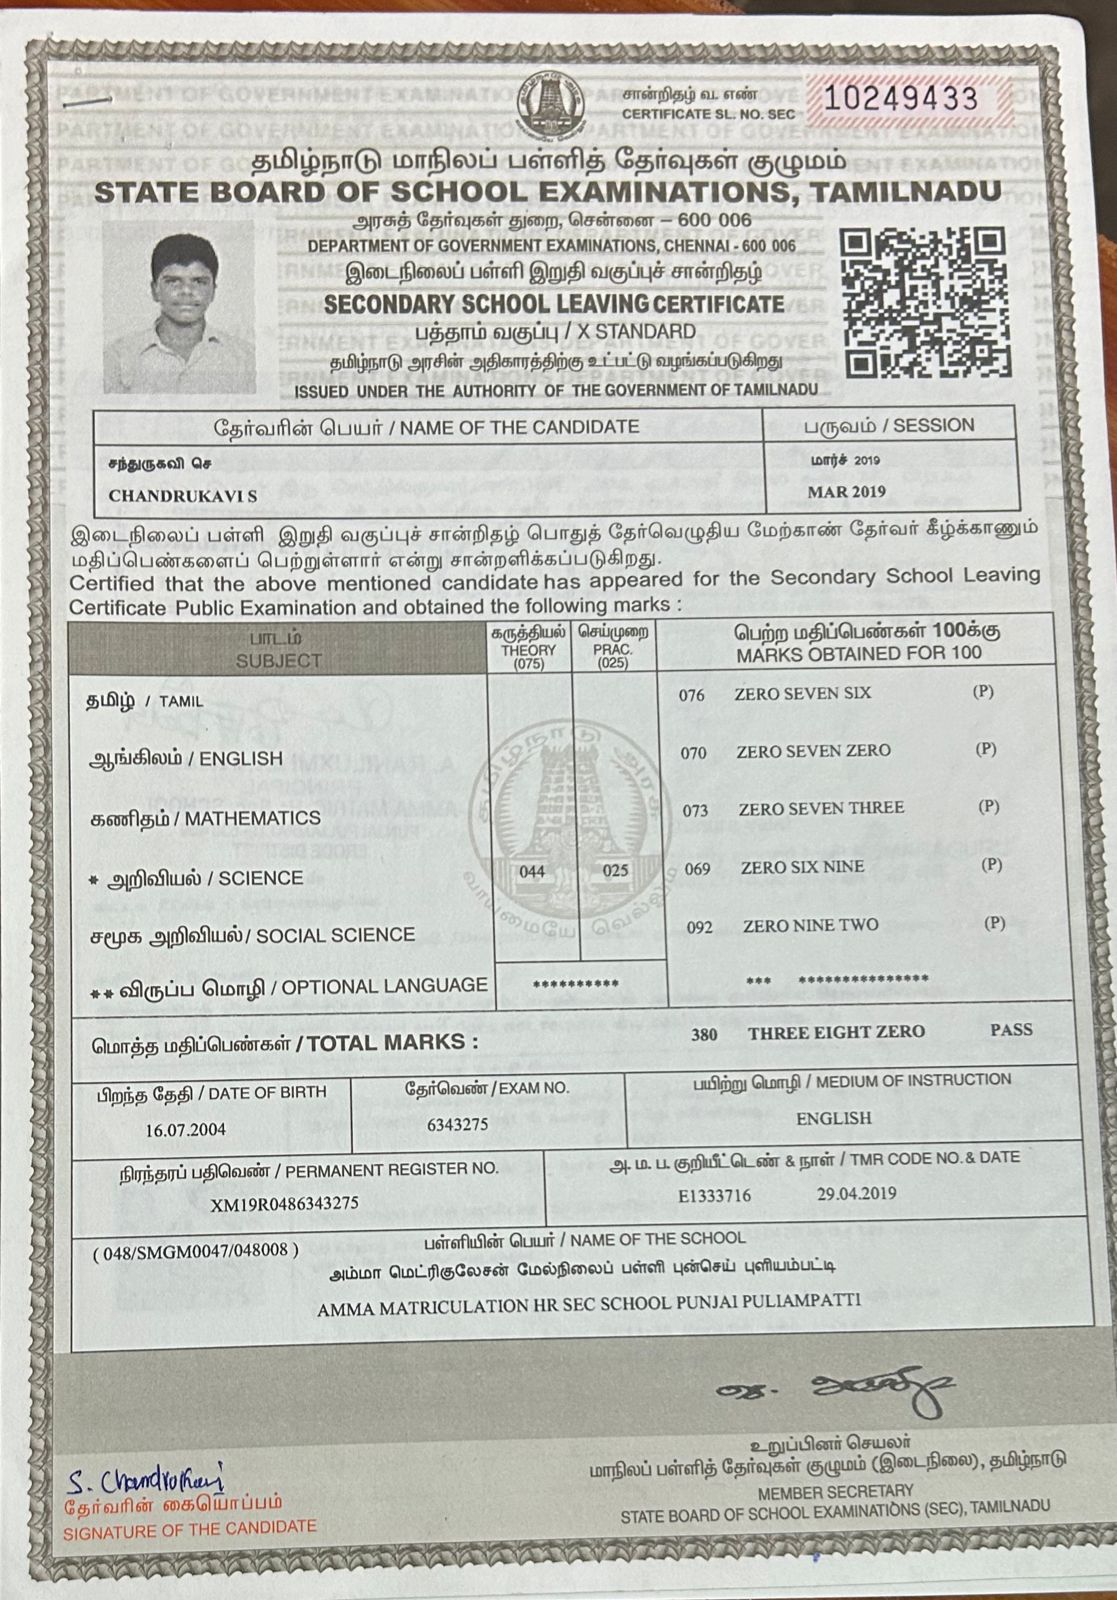 சான்றிதழ் வ. எண்
CERTIFICATE SL. NO. SEC
10249433
தமிழ்நாடு மாநிலப் பள்ளித் தேர்வுகள் குழுமம்
STATE BOARD OF SCHOOL EXAMINATIONS, TAMILNADU
அரசுத் தேர்வுகள் துறை, சென்னை – 600 006
DEPARTMENT OF GOVERNMENT EXAMINATIONS, CHENNAI - 600 006
இடைநிலைப் பள்ளி இறுதி வகுப்புச் சான்றிதழ்
SECONDARY SCHOOL LEAVING CERTIFICATE
பத்தாம் வகுப்பு / X STANDARD
தமிழ்நாடு அரசின் அதிகாரத்திற்கு உட்பட்டு வழங்கப்படுகிறது
ISSUED UNDER THE AUTHORITY OF THE GOVERNMENT OF TAMILNADU
தேர்வரின் பெயர் / NAME OF THE CANDIDATE பருவம் / SESSION
சந்துருகவி செ மார்ச் 2019
CHANDRUKAVI S MAR 2019
இடைநிலைப் பள்ளி இறுதி வகுப்புச் சான்றிதழ் பொதுத் தேர்வெழுதிய மேற்காண் தேர்வர் கீழ்க்காணும்
மதிப்பெண்களைப் பெற்றுள்ளார் என்று சான்றளிக்கப்படுகிறது.
Certified that the above mentioned candidate has appeared for the Secondary School Leaving
Certificate Public Examination and obtained the following marks :
பாடம் கருத்தியல் செய்முறை பெற்ற மதிப்பெண்கள் 100க்கு
SUBJECT THEORY PRAC. MARKS OBTAINED FOR 100
(075) (025)
தமிழ் / TAMIL 076 ZERO SEVEN SIX (P)
ஆங்கிலம் / ENGLISH 070 ZERO SEVEN ZERO (P)
கணிதம் / MATHEMATICS 073 ZERO SEVEN THREE (P)
* அறிவியல் / SCIENCE 044 025 069 ZERO SIX NINE (P)
சமூக அறிவியல் / SOCIAL SCIENCE 092 ZERO NINE TWO (P)
** விருப்ப மொழி / OPTIONAL LANGUAGE ********** *** ***************
மொத்த மதிப்பெண்கள் / TOTAL MARKS : 380 THREE EIGHT ZERO PASS
பிறந்த தேதி / DATE OF BIRTH தேர்வெண் / EXAM NO. பயிற்று மொழி / MEDIUM OF INSTRUCTION
16.07.2004 6343275 ENGLISH
நிரந்தரப் பதிவெண் / PERMANENT REGISTER NO. அ. ம. ப. குறியீட்டெண் & நாள் / TMR CODE NO. & DATE
XM19R0486343275 E1333716 29.04.2019
( 048/SMGM0047/048008 ) பள்ளியின் பெயர் / NAME OF THE SCHOOL
அம்மா மெட்ரிகுலேசன் மேல்நிலைப் பள்ளி புன்செய் புளியம்பட்டி
AMMA MATRICULATION HR SEC SCHOOL PUNJAI PULIAMPATTI
உறுப்பினர் செயலர்
மாநிலப் பள்ளித் தேர்வுகள் குழுமம் (இடைநிலை), தமிழ்நாடு
MEMBER SECRETARY
STATE BOARD OF SCHOOL EXAMINATIONS (SEC), TAMILNADU
S. Chandrukavi
தேர்வரின் கையொப்பம்
SIGNATURE OF THE CANDIDATE